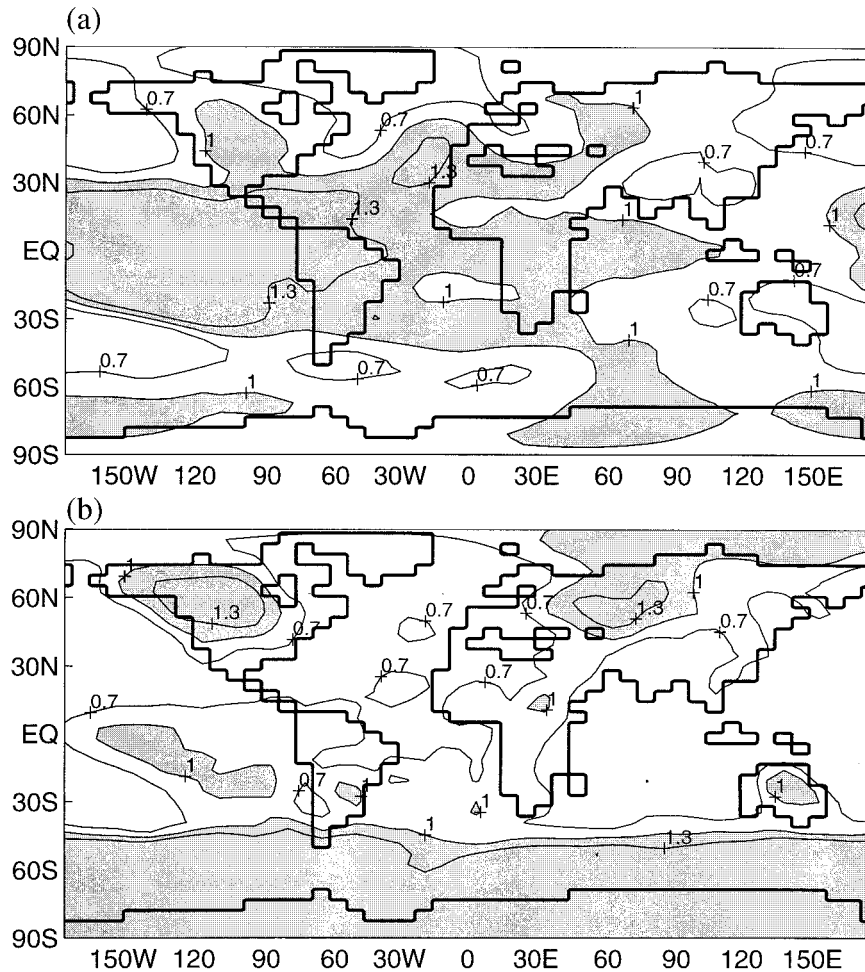 (a)
90N
60N
30N
EQ
30S
60S
90S
0.7 1 0.7 1 0.7 0.7
1.3 1.3 1 1
1.3 1 0.7 0.7
0.7 1 0.7 0.7 1 1
150W 120 90 60 30W 0 30E 60 90 120 150E
(b)
90N
60N
30N
EQ
30S
60S
90S
1 1.3 0.7 0.7 0.7 1.3 1 0.7
0.7 0.7 0.7 1
1 0.7 1 1 1
1 1.3
150W 120 90 60 30W 0 30E 60 90 120 150E